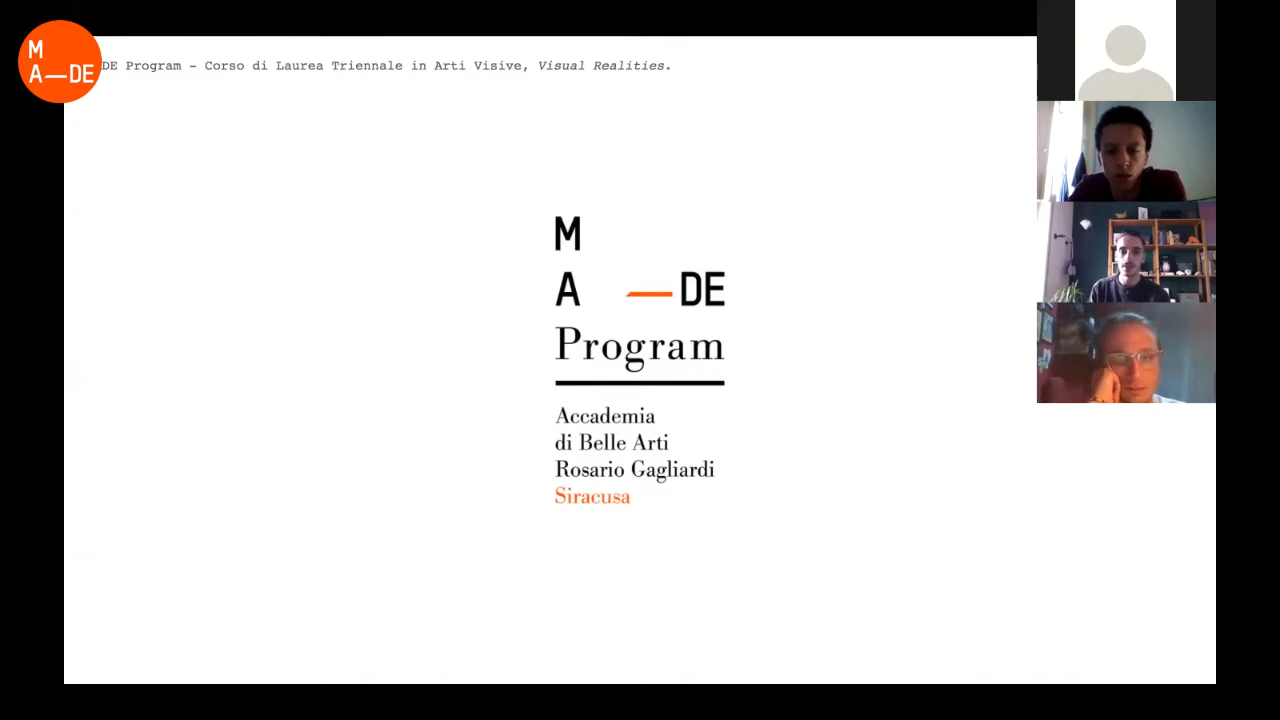 M
A—DE
DE Program – Corso di Laurea Triennale in Arti Visive, Visual Realities.
M
A —DE
Program
Accademia
di Belle Arti
Rosario Gagliardi
Siracusa